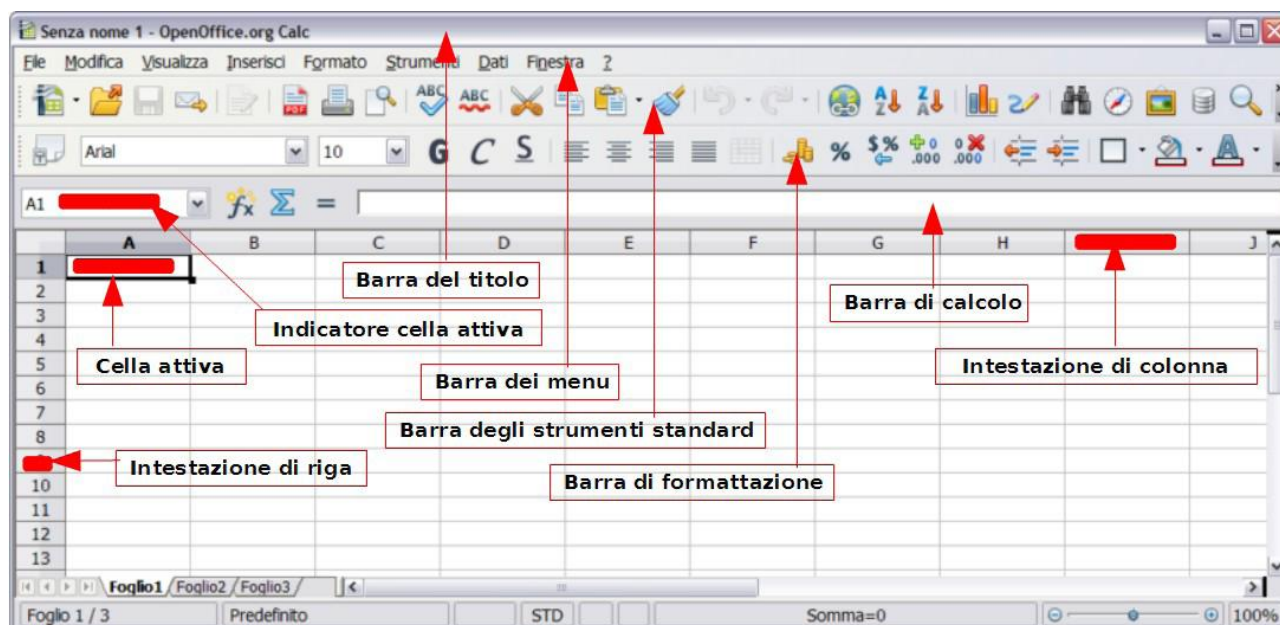 Senza nome 1 - OpenOffice.org Calc
File Modifica Visualizza Inserisci Formato Strumenti Dati Finestra ?
Arial 10 G C S
A1
A B C D E F G H J
1
Barra del titolo
2
Barra di calcolo
3
Indicatore cella attiva
4
Cella attiva
Intestazione di colonna
5
Barra dei menu
6
7
Barra degli strumenti standard
8
Intestazione di riga
Barra di formattazione
10
11
12
13
Foglio1 Foglio2 Foglio3
Foglio 1 / 3 Predefinito STD Somma=0 100%